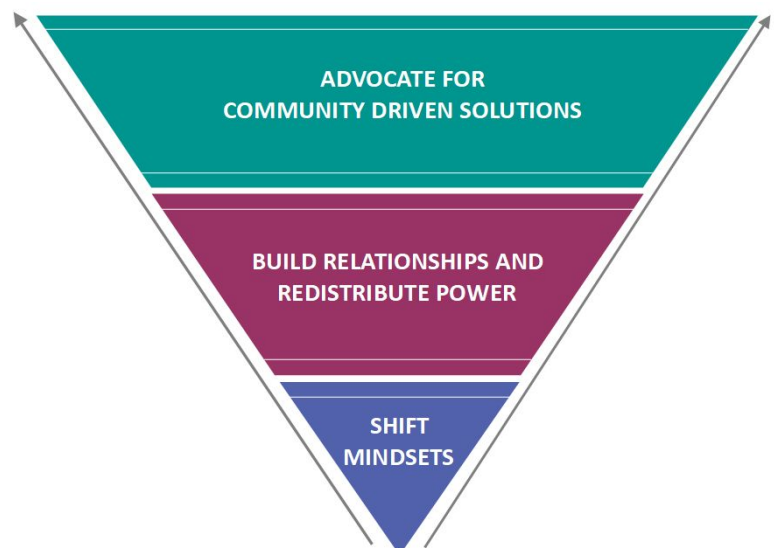 ADVOCATE FOR
COMMUNITY DRIVEN SOLUTIONS
BUILD RELATIONSHIPS AND
REDISTRIBUTE POWER
SHIFT
MINDSETS